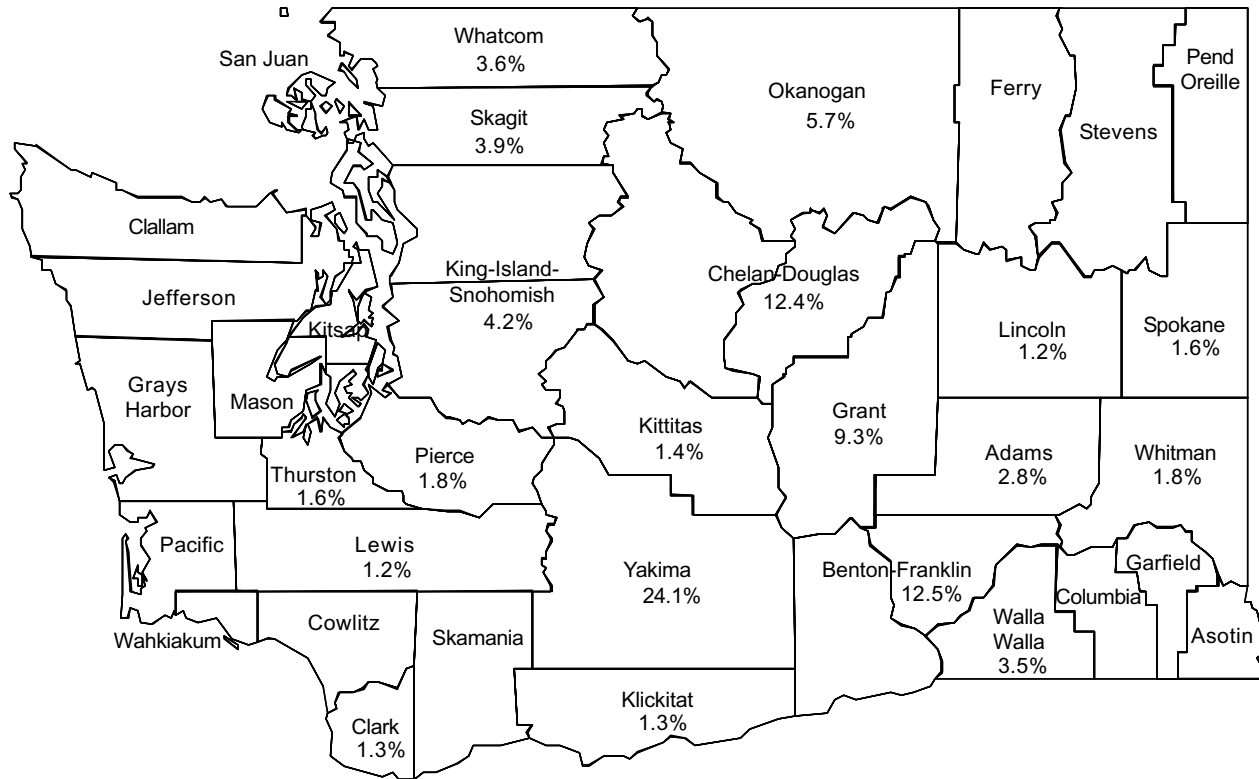 Whatcom
3.6%
San Juan
Skagit
3.9%
Okanogan
5.7%
Ferry
Stevens
Pend
Oreille
Clallam
Jefferson
King-Island-
Snohomish
4.2%
Chelan-Douglas
12.4%
Kitsap
Lincoln
1.2%
Spokane
1.6%
Grays
Harbor
Mason
Kittitas
1.4%
Grant
9.3%
Adams
2.8%
Whitman
1.8%
Thurston
1.6%
Pierce
1.8%
Pacific
Lewis
1.2%
Yakima
24.1%
Benton-Franklin
12.5%
Garfield
Columbia
Wahkiakum
Cowlitz
Skamania
Walla
Walla
3.5%
Asotin
Klickitat
1.3%
Clark
1.3%